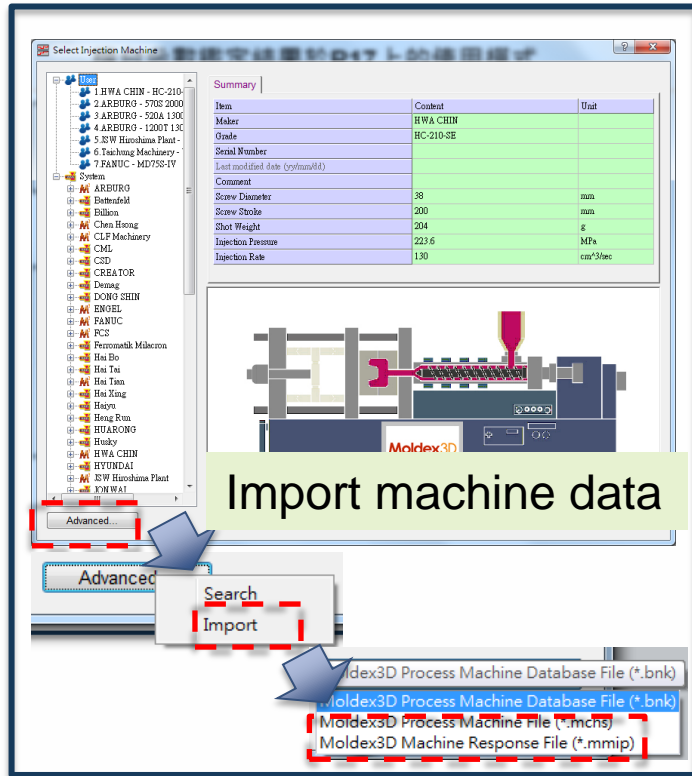 Select Injection Machine
User
1.HWA CHIN - HC-210-
2.ARBURG - 570S 2000
3.ARBURG - 520A 1300
4.ARBURG - 1200T 130
5.JSW Hiroshima Plant -
6.Taichung Machinery -
7.FANUC - MD75S-IV
System
ARBURG
Battenfeld
Billion
Chen Hsong
CLF Machinery
CML
CSD
CREATOR
Demag
DONG SHIN
ENGEL
FANUC
FCS
Ferromatik Milacron
Hai Bo
Hai Tai
Hai Tian
Hai Xing
Haiyu
Heng Run
HUARONG
Husky
HWA CHIN
HYUNDAI
JSW Hiroshima Plant
JON WAI
Summary
Item Content Unit
Maker HWA CHIN
Grade HC-210-SE
Serial Number
Last modified date (yy/mm/dd)
Comment
Screw Diameter 38 mm
Screw Stroke 200 mm
Shot Weight 204 g
Injection Pressure 223.6 MPa
Injection Rate 130 cm^3/sec
Moldex3D
Import machine data
Advanced...
Advanced
Search
Import
Moldex3D Process Machine Database File (*.bnk)
Moldex3D Process Machine Database File (*.bnk)
Moldex3D Process Machine File (*.mchs)
Moldex3D Machine Response File (*.mmip)